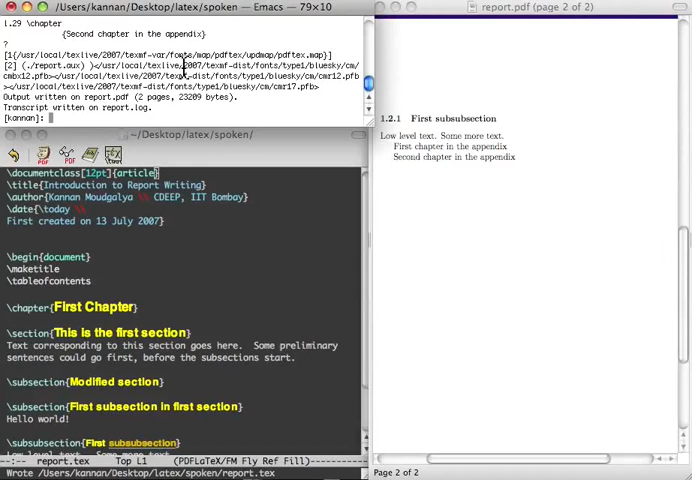 /users/kannan/Desktop/latex/spoken — Emacs — 79×10
l.29 \chapter
{Second chapter in the appendix}
?
[1{/usr/local/texlive/2007/texmf-var/fonts/map/pdftex/updmap/pdftex.map}]
[2] (./report.aux) )</usr/local/texlive/2007/texmf-dist/fonts/type1/bluesky/cm/
cmbx12.pfb></usr/local/texlive/2007/texmf-dist/fonts/type1/bluesky/cm/cmr12.pfb
></usr/local/texlive/2007/texmf-dist/fonts/type1/bluesky/cm/cmr17.pfb>
Output written on report.pdf (2 pages, 23209 bytes).
Transcript written on report.log.
[kannan]:
~/Desktop/latex/spoken/
\documentclass[12pt]{article}
\title{Introduction to Report Writing}
\author{Kannan Moudgalya \\ CDEEP, IIT Bombay}
\date{\today \\
First created on 13 July 2007}
\begin{document}
\maketitle
\tableofcontents
\chapter{First Chapter}
\section{This is the first section}
Text corresponding to this section goes here. Some preliminary
sentences could go first, before the subsections start.
\subsection{Modified section}
\subsection{First subsection in first section}
Hello world!
\subsubsection{First subsubsection}
Low level text. Some more text.
--:-- report.tex Top L1 (PDFLaTeX/FM Fly Ref Fill)
Wrote /Users/kannan/Desktop/latex/spoken/report.tex
report.pdf (page 2 of 2)
1.2.1 First subsubsection
Low level text. Some more text.
First chapter in the appendix
Second chapter in the appendix
Page 2 of 2